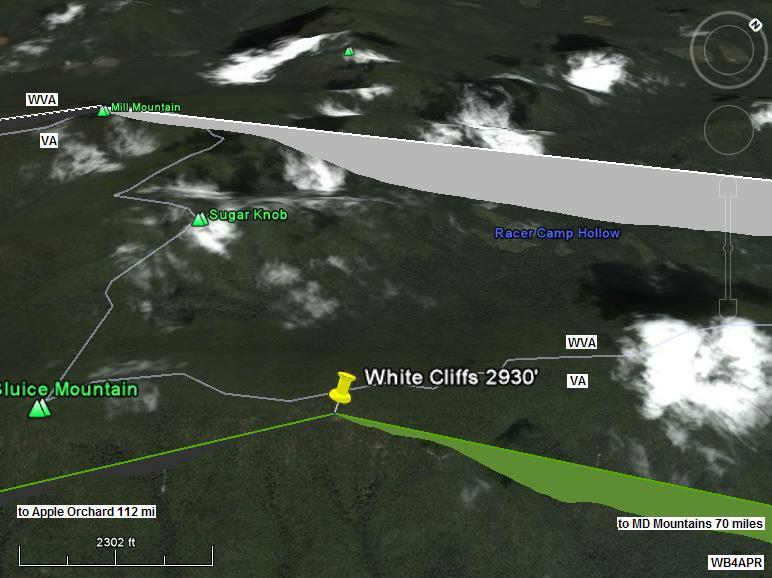 N
WVA
Mill Mountain
VA
Sugar Knob
Racer Camp Hollow
WVA
White Cliffs 2930'
VA
Sluice Mountain
to Apple Orchard 112 mi
to MD Mountains 70 miles
2302 ft
WB4APR